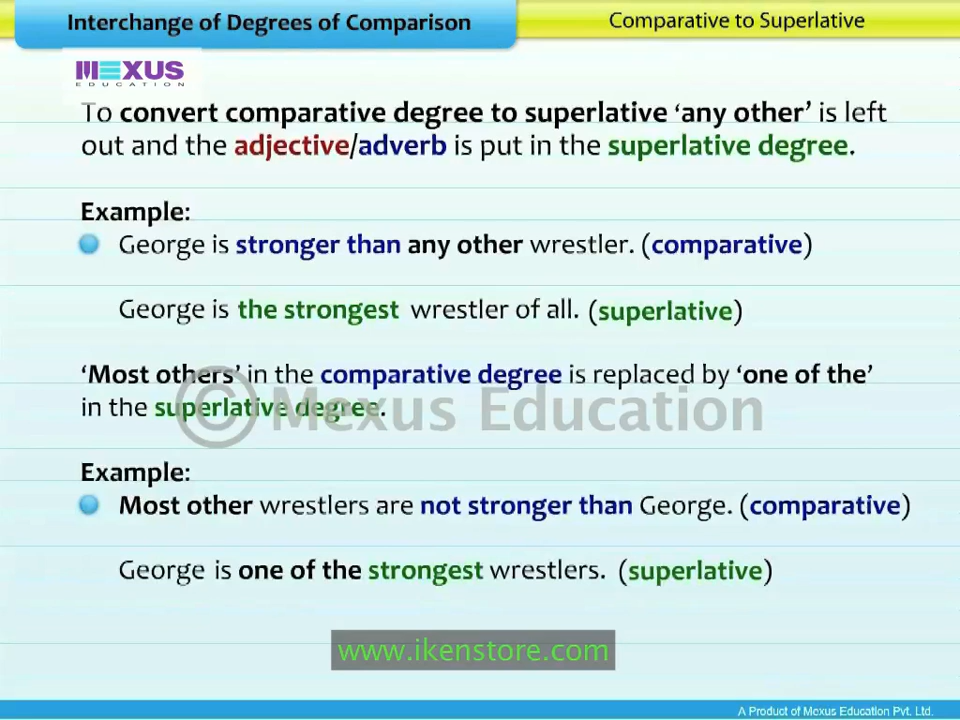 Interchange of Degrees of Comparison
Comparative to Superlative
MEXUS
EDUCATION
To convert comparative degree to superlative ‘any other’ is left
out and the adjective/adverb is put in the superlative degree.
Example:
George is stronger than any other wrestler. (comparative)
George is the strongest wrestler of all. (superlative)
‘Most others’ in the comparative degree is replaced by ‘one of the’
in the superlative degree.
© Mexus Education
Example:
Most other wrestlers are not stronger than George. (comparative)
George is one of the strongest wrestlers. (superlative)
www.ikenstore.com
A Product of Mexus Education Pvt. Ltd.